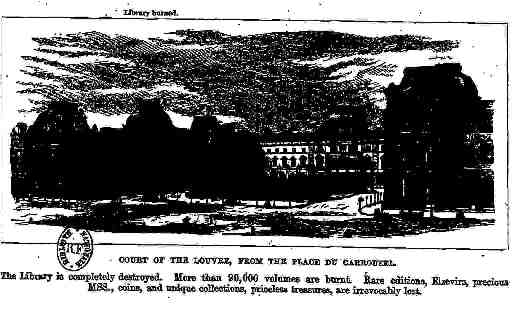 Library burned.
COURT OF THE LOUVRE, FROM THE PLACE DU CARROUSEL.
The Library is completely destroyed. More than 90,000 volumes are burnt. Rare editions, Elzevirs, precious
MSS., coins, and unique collections, priceless treasures, are irrevocably lost.